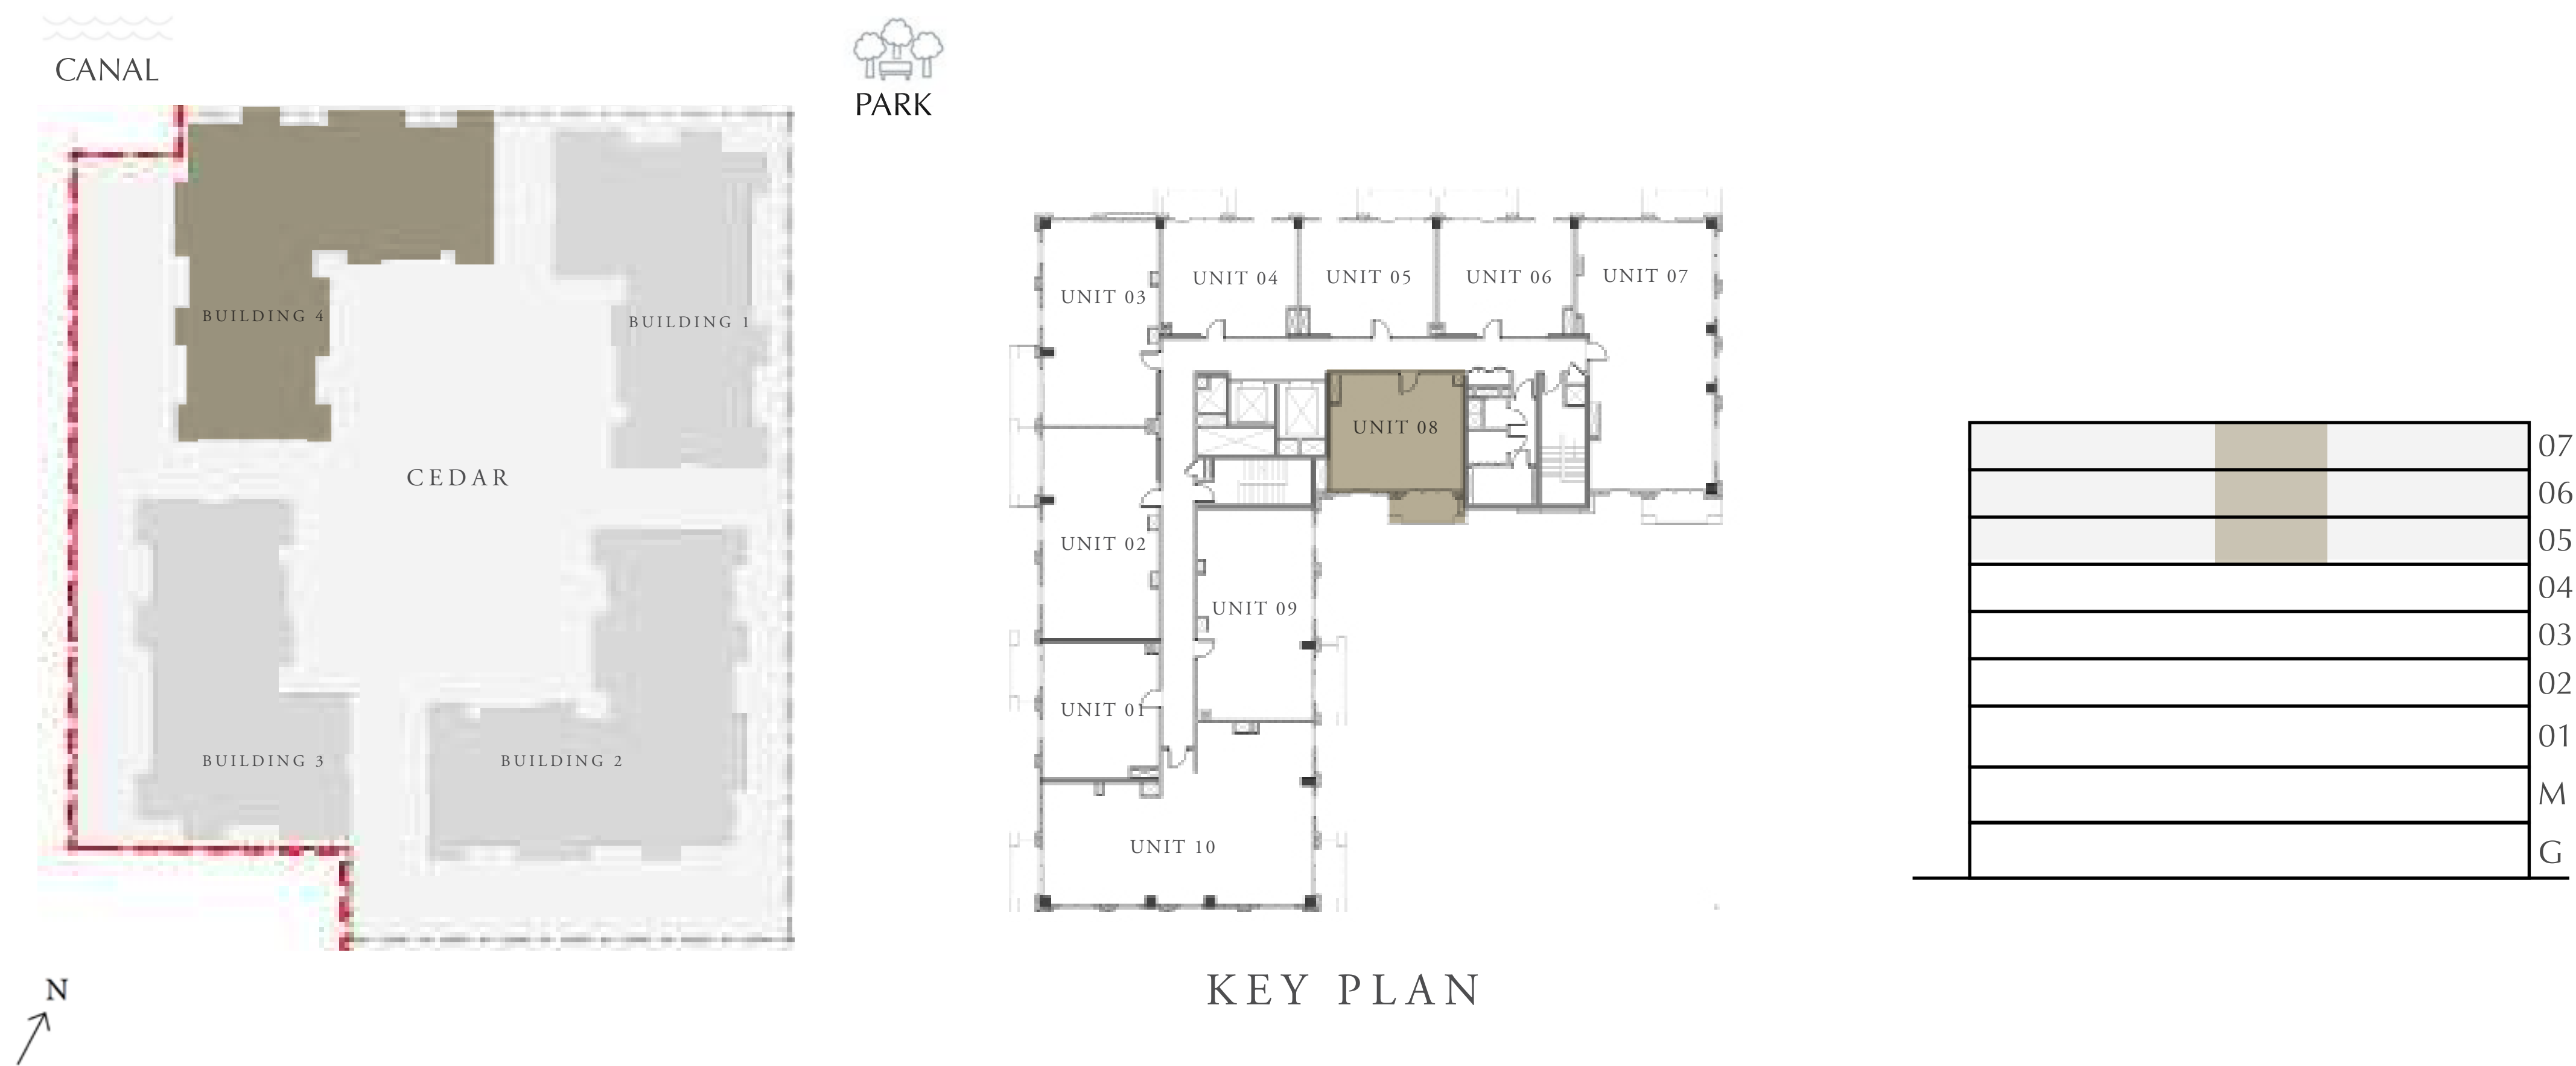 CANAL
PARK
BUILDING 4
BUILDING 1
CEDAR
BUILDING 3
BUILDING 2
N
UNIT 03
UNIT 04
UNIT 05
UNIT 06
UNIT 07
UNIT 08
UNIT 02
UNIT 09
UNIT 01
UNIT 10
KEY PLAN
07
06
05
04
03
02
01
M
G